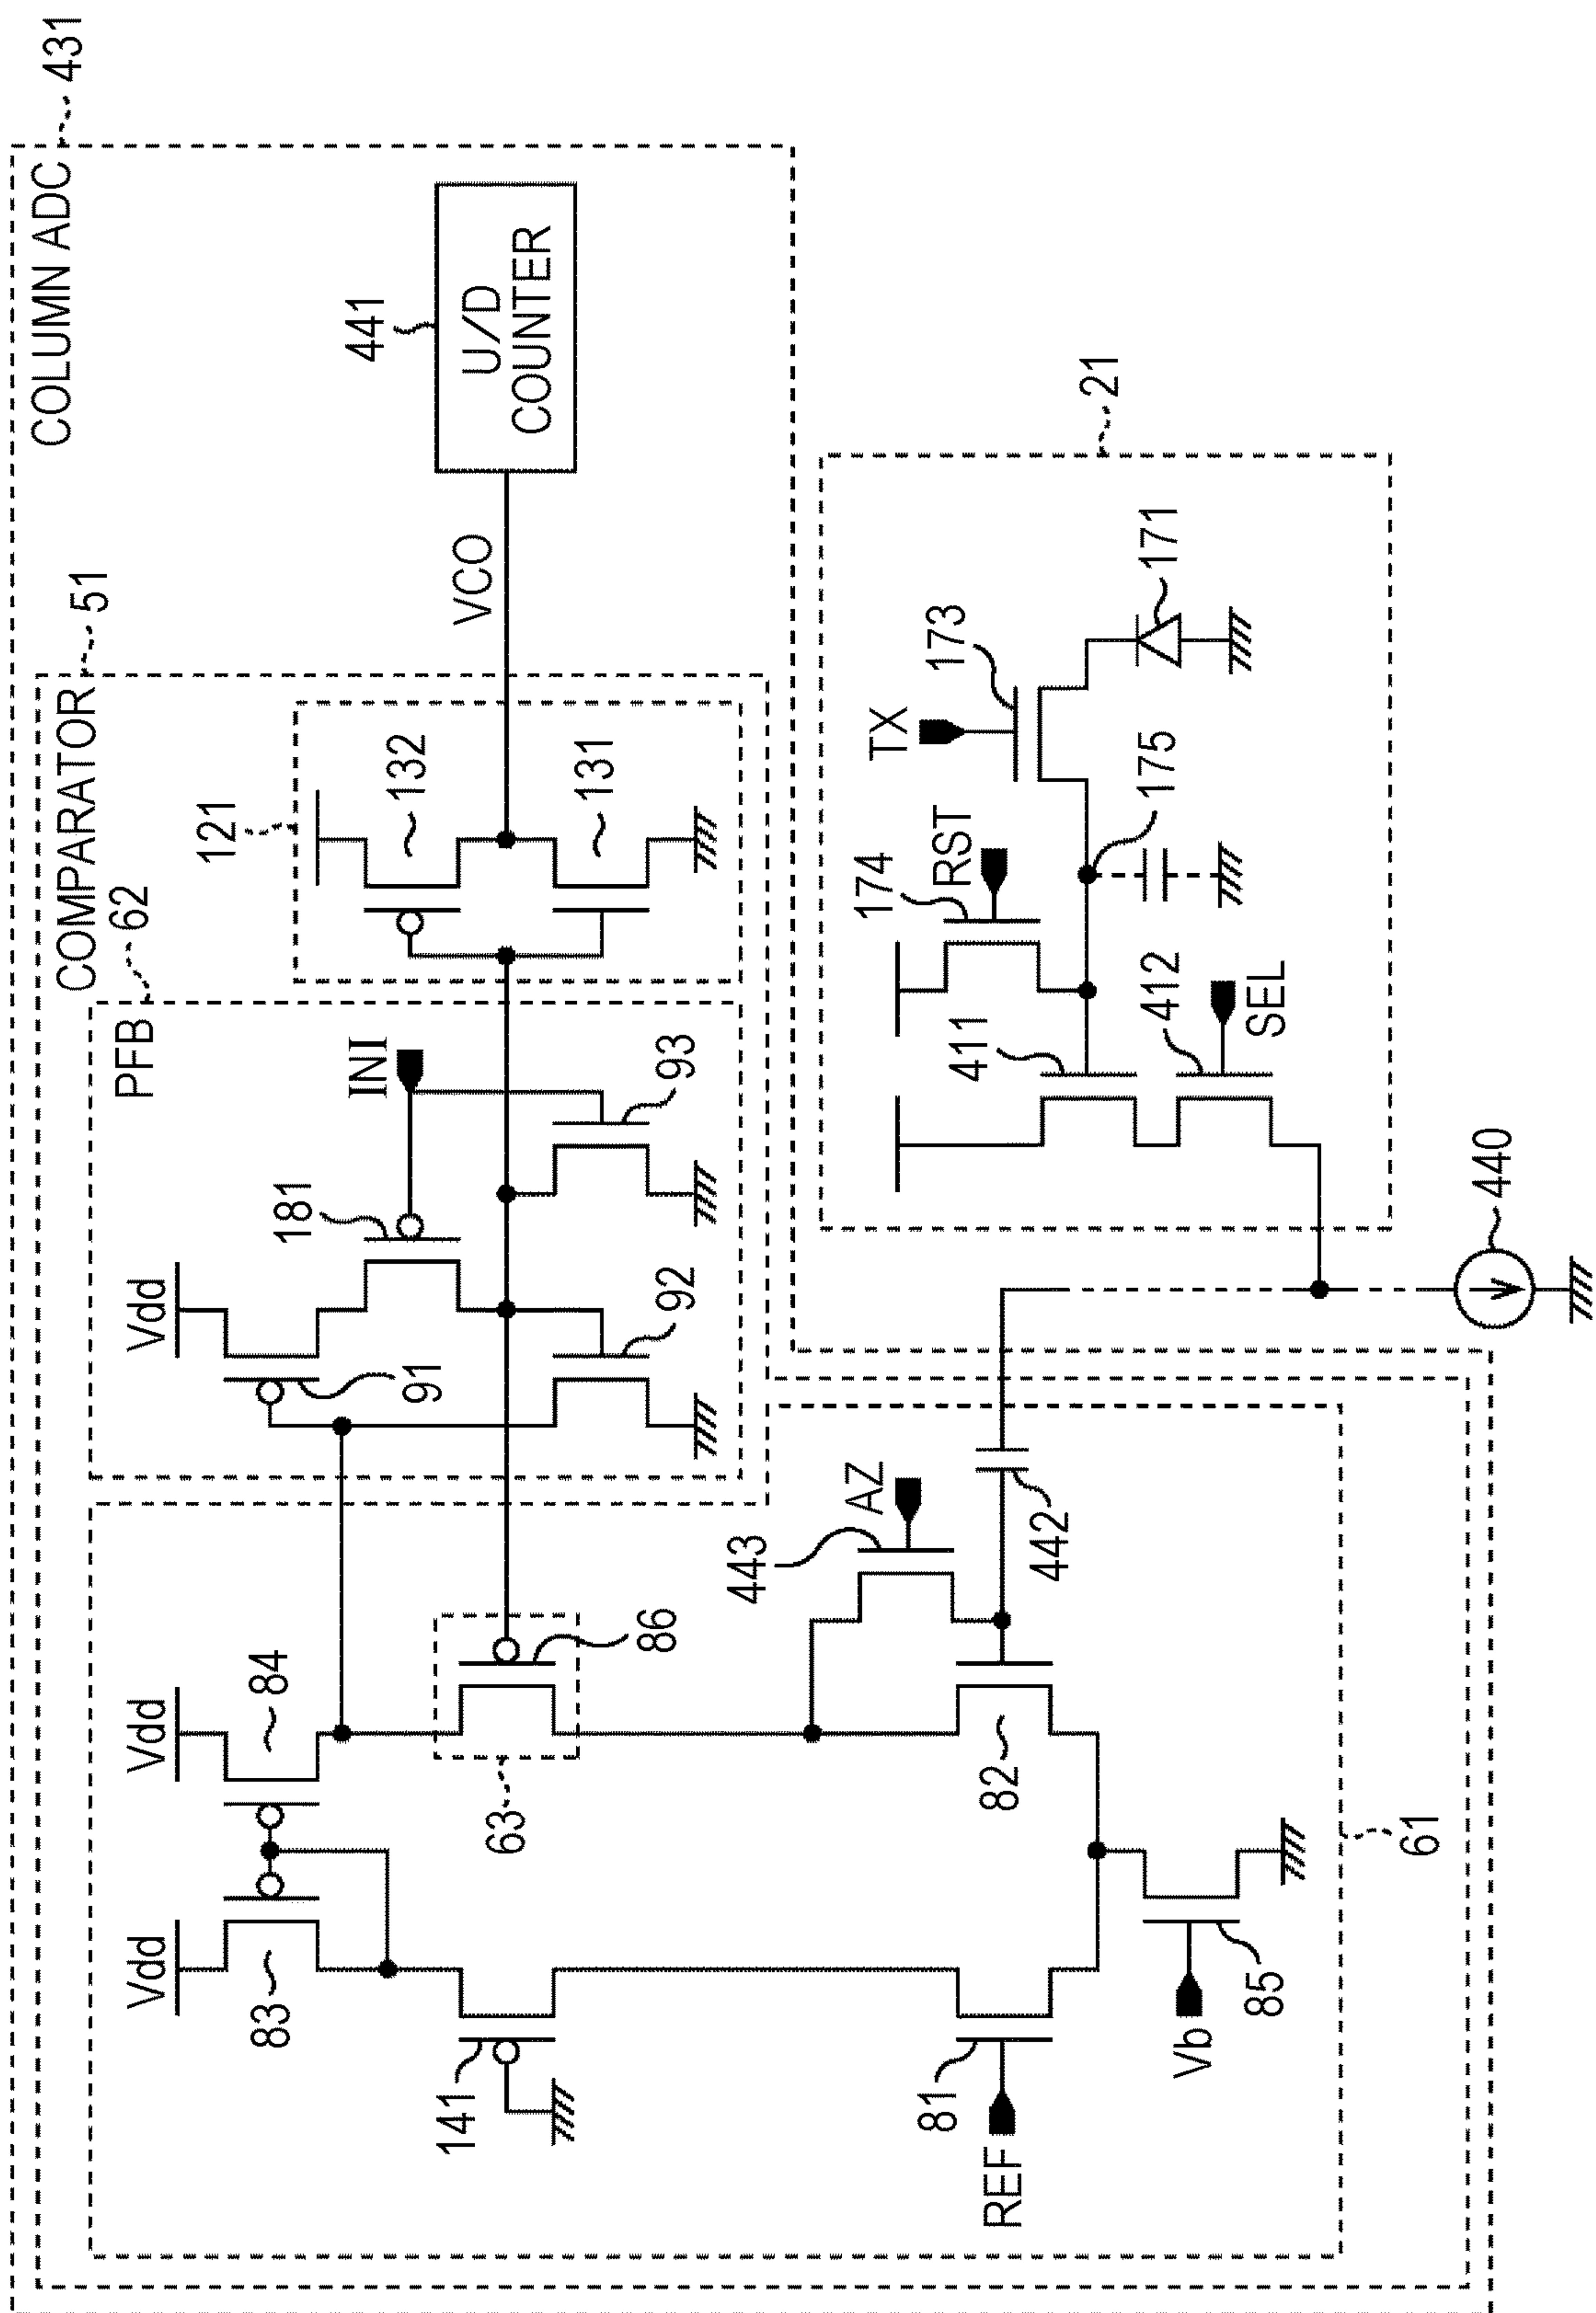 431
COLUMN ADC
51
COMPARATOR
62
PFB
121
132
131
VCO
441
U/D
COUNTER
INI
93
181
92
Vdd
91
Vdd
84
86
63
Vdd
83
141
443
AZ
442
82
81
REF
Vb
85
61
21
TX
173
171
175
174
RST
411
412
SEL
440